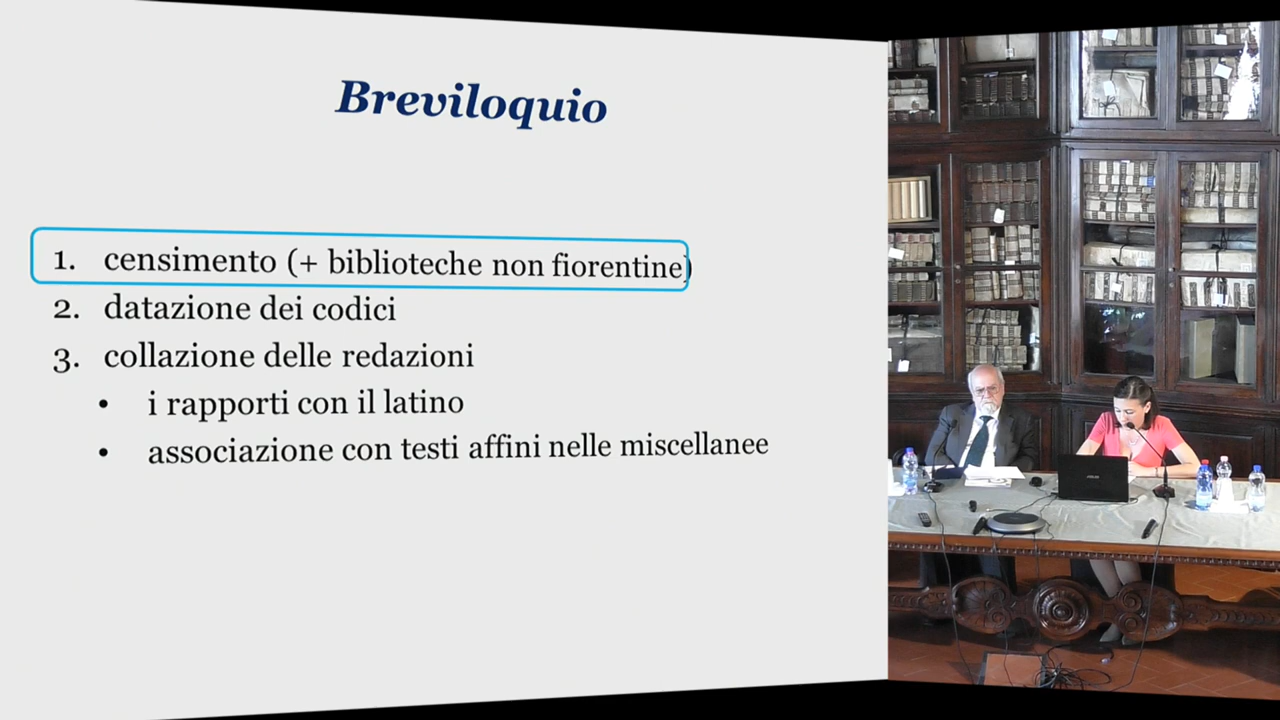 Breviloquio
1. censimento (+ biblioteche non fiorentine)
2. datazione dei codici
3. collazione delle redazioni
• i rapporti con il latino
• associazione con testi affini nelle miscellanee
ASUS